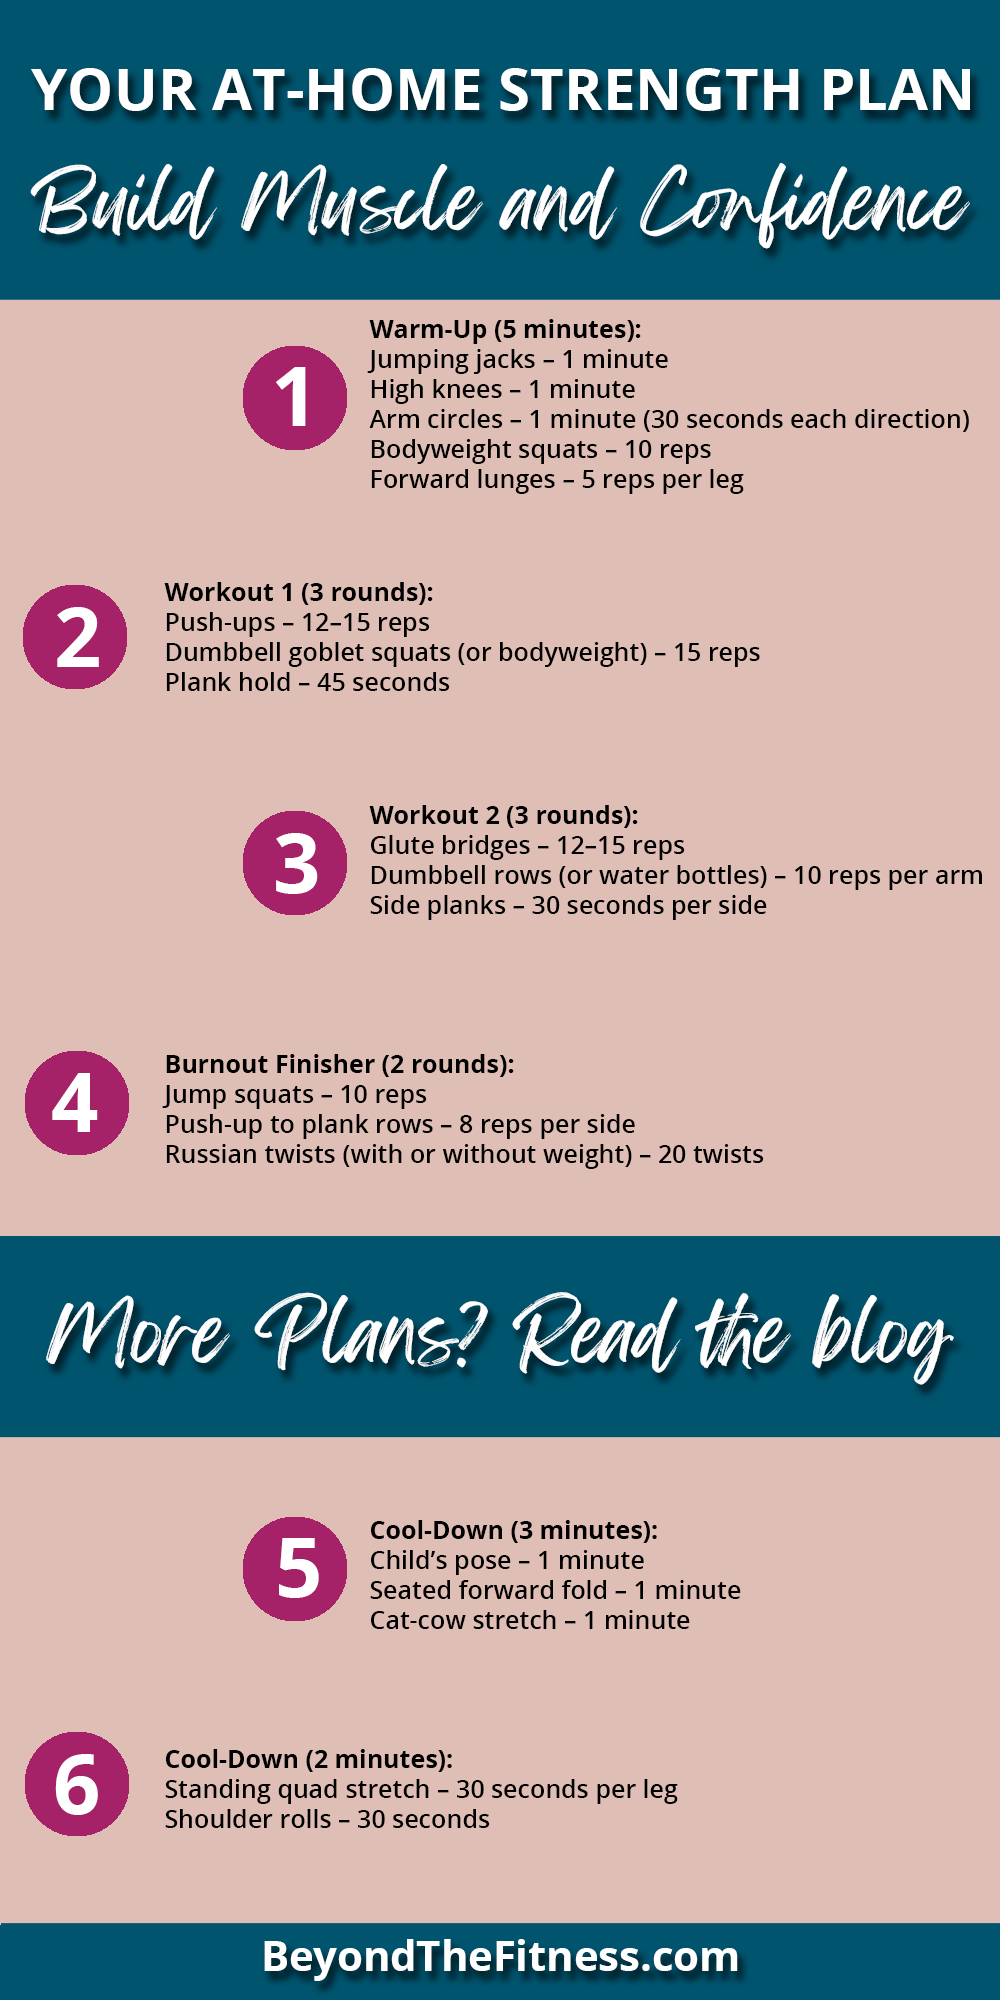 YOUR AT-HOME STRENGTH PLAN
Build Muscle and Confidence
1
Warm-Up (5 minutes):
Jumping jacks – 1 minute
High knees – 1 minute
Arm circles – 1 minute (30 seconds each direction)
Bodyweight squats – 10 reps
Forward lunges – 5 reps per leg
2
Workout 1 (3 rounds):
Push-ups – 12–15 reps
Dumbbell goblet squats (or bodyweight) – 15 reps
Plank hold – 45 seconds
3
Workout 2 (3 rounds):
Glute bridges – 12–15 reps
Dumbbell rows (or water bottles) – 10 reps per arm
Side planks – 30 seconds per side
4
Burnout Finisher (2 rounds):
Jump squats – 10 reps
Push-up to plank rows – 8 reps per side
Russian twists (with or without weight) – 20 twists
More Plans? Read the blog
5
Cool-Down (3 minutes):
Child’s pose – 1 minute
Seated forward fold – 1 minute
Cat-cow stretch – 1 minute
6
Cool-Down (2 minutes):
Standing quad stretch – 30 seconds per leg
Shoulder rolls – 30 seconds
BeyondTheFitness.com